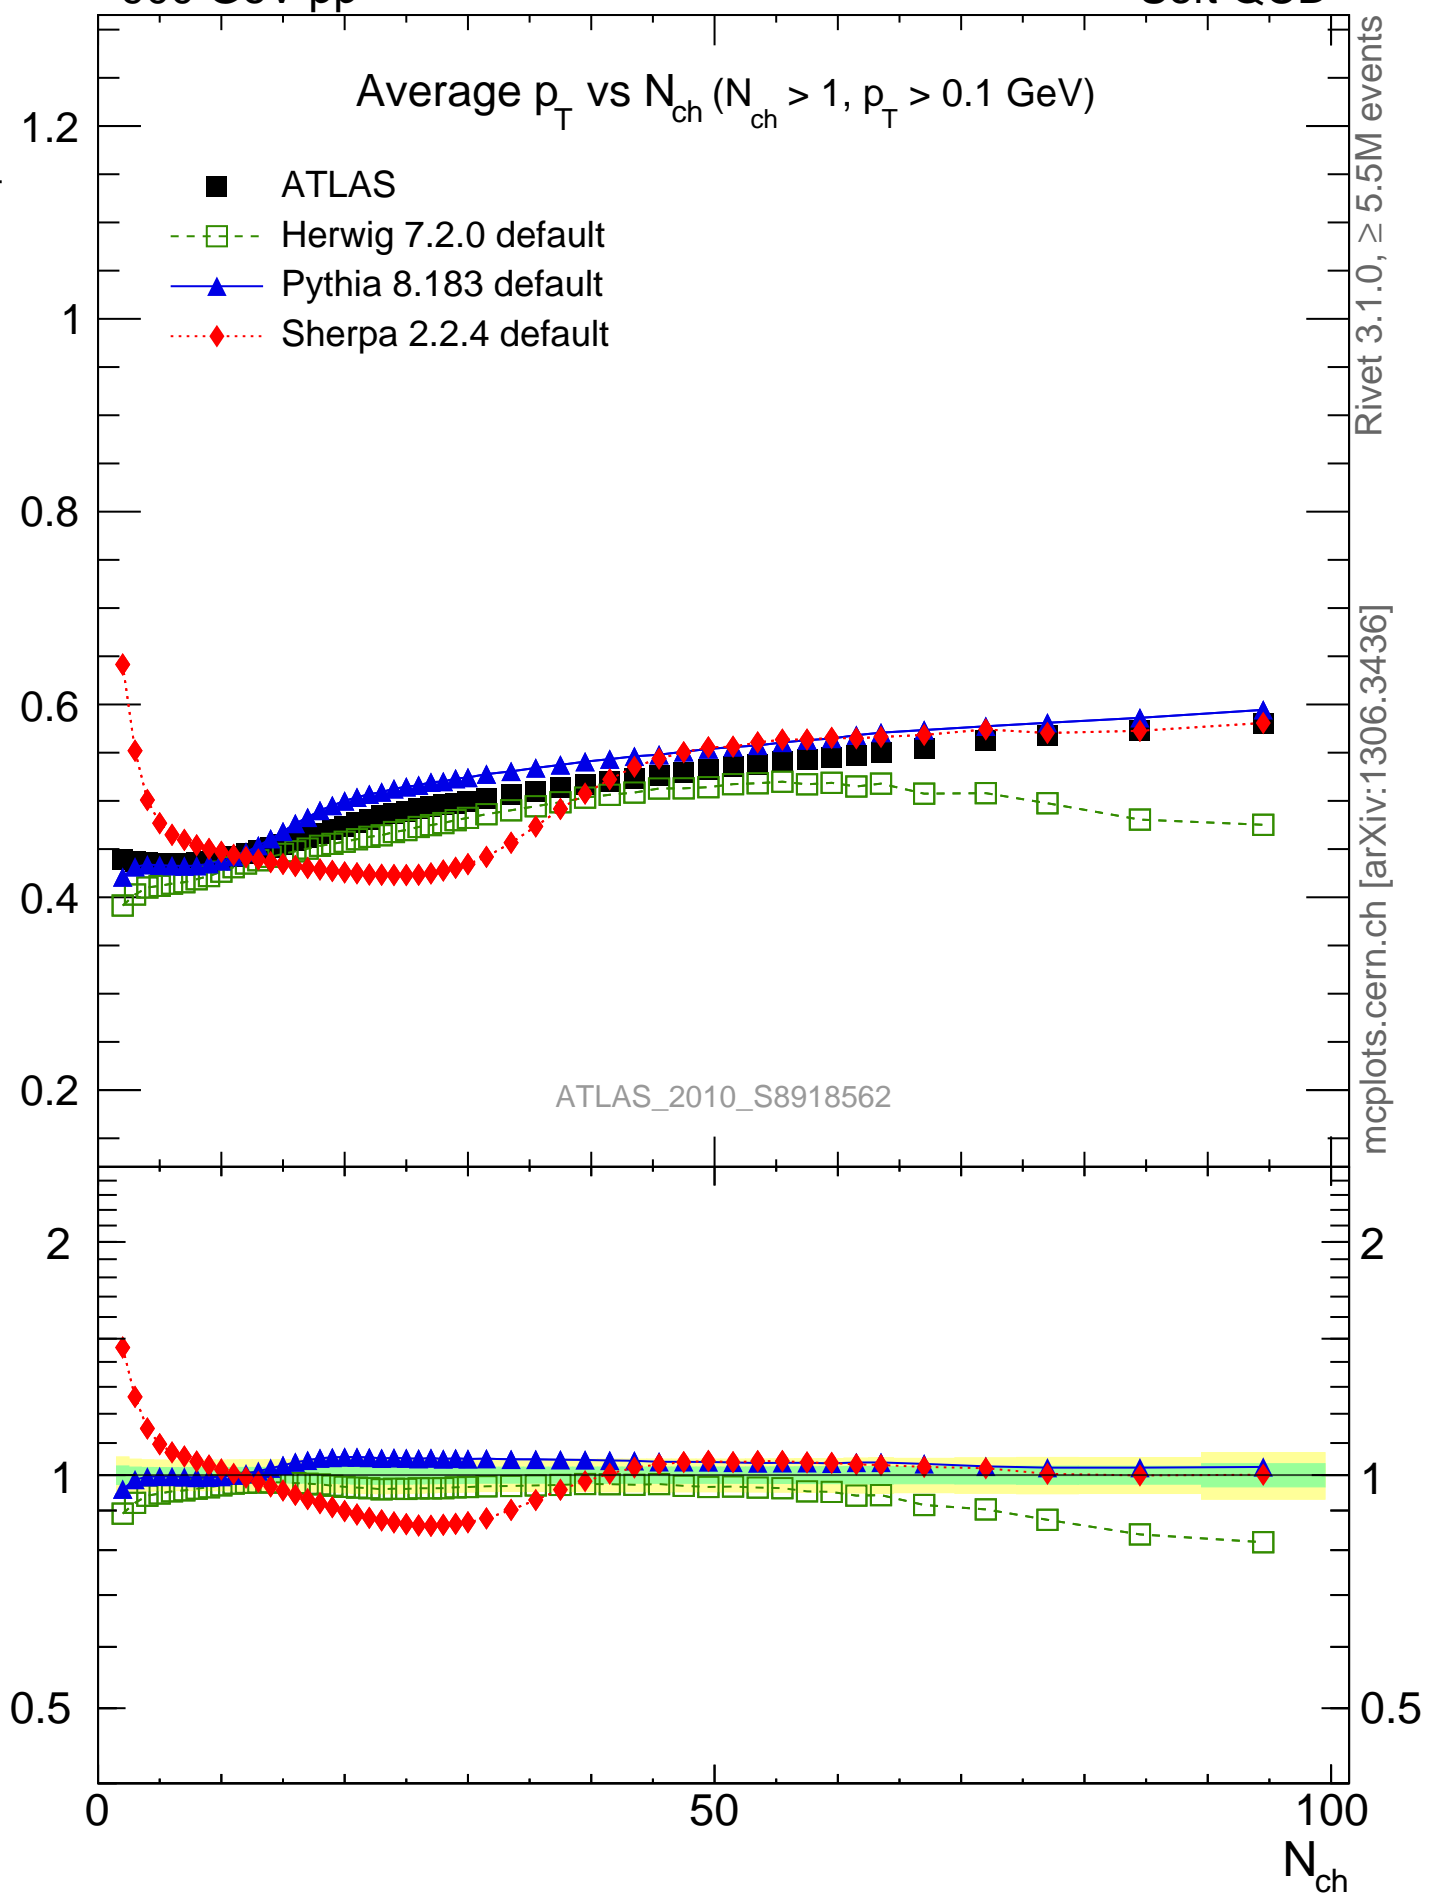 Average p_T vs N_ch (N_ch > 1, p_T > 0.1 GeV)
ATLAS
Herwig 7.2.0 default
Pythia 8.183 default
Sherpa 2.2.4 default
1.2
1
0.8
0.6
0.4
0.2
ATLAS_2010_S8918562
Rivet 3.1.0, ≥ 5.5M events
mcplots.cern.ch [arXiv:1306.3436]
2
1
0.5
2
1
0.5
0
50
100
N_ch